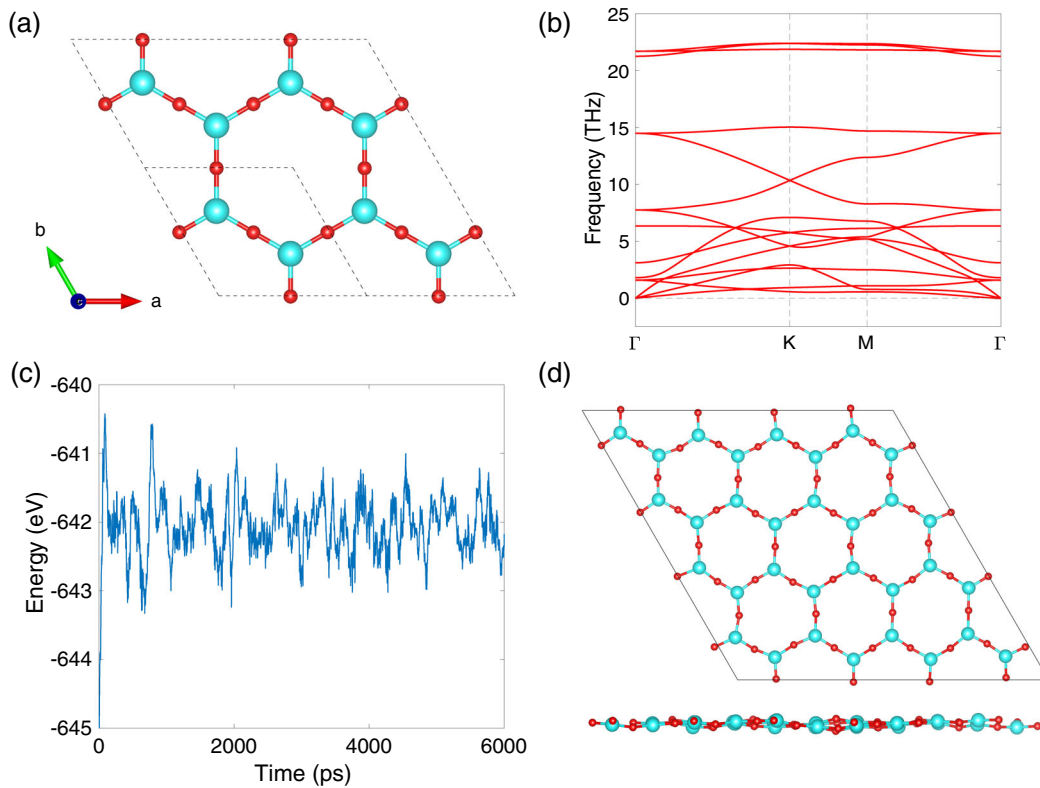 (a)
b
a
(b)
Frequency (THz)
25
20
15
10
5
0
Γ
K
M
Γ
(c)
Energy (eV)
-640
-641
-642
-643
-644
-645
0
2000
4000
6000
Time (ps)
(d)